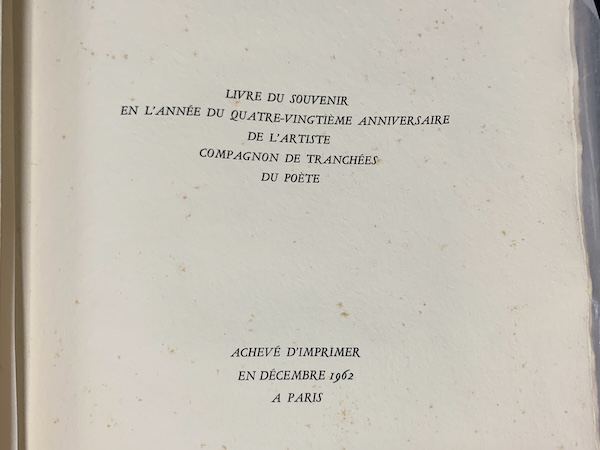 LIVRE DU SOUVENIR
EN L'ANNÉE DU QUATRE-VINGTIÈME ANNIVERSAIRE
DE L'ARTISTE
COMPAGNON DE TRANCHÉES
DU POÈTE
ACHEVÉ D'IMPRIMER
EN DÉCEMBRE 1962
A PARIS